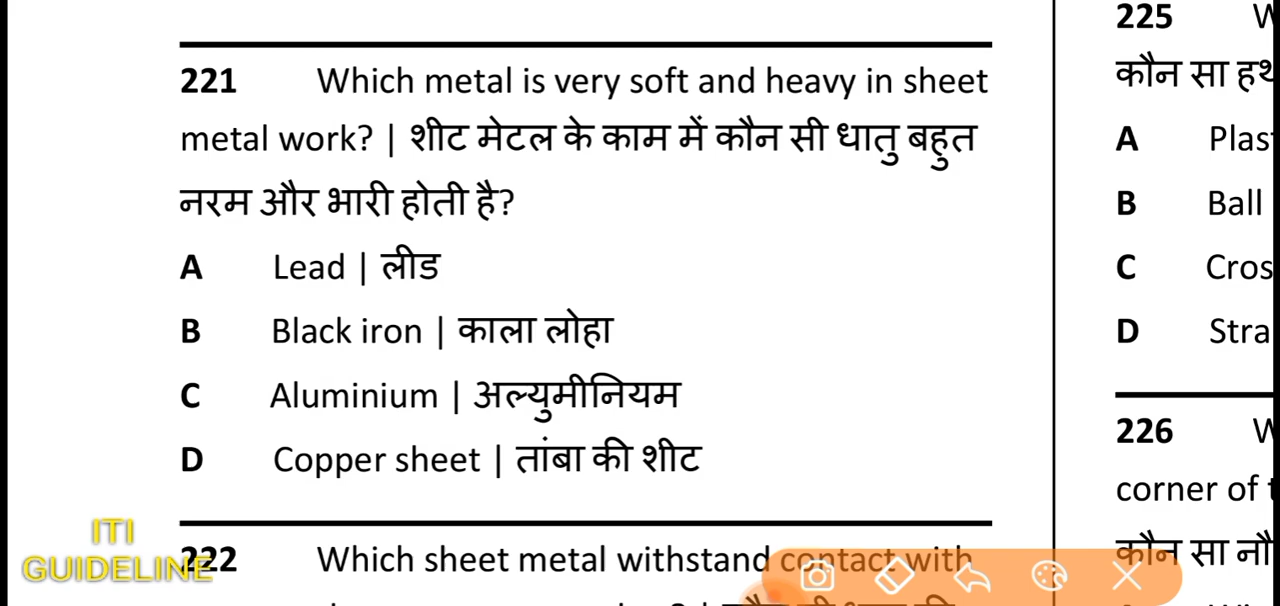 221 Which metal is very soft and heavy in sheet
metal work? | शीट मेटल के काम में कौन सी धातु बहुत
नरम और भारी होती है?
A Lead | लीड
B Black iron | काला लोहा
C Aluminium | अल्युमीनियम
D Copper sheet | तांबा की शीट
222 Which sheet metal withstand contact with
225
कौन सा
A
B Ball
C
D
226
corner of
कौन सा
ITI
GUIDELINE